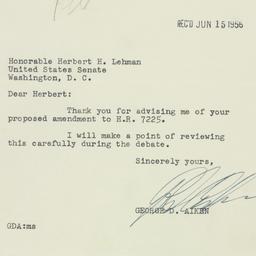 REC'D JUN 15 1956
Honorable Herbert H. Lehman
United States Senate
Washington, D. C.
Dear Herbert:
Thank you for advising me of your
proposed amendment to H.R. 7225.
I will make a point of reviewing
this carefully during the debate.
Sincerely yours,
GEORGE D. AIKEN
GDA:ms